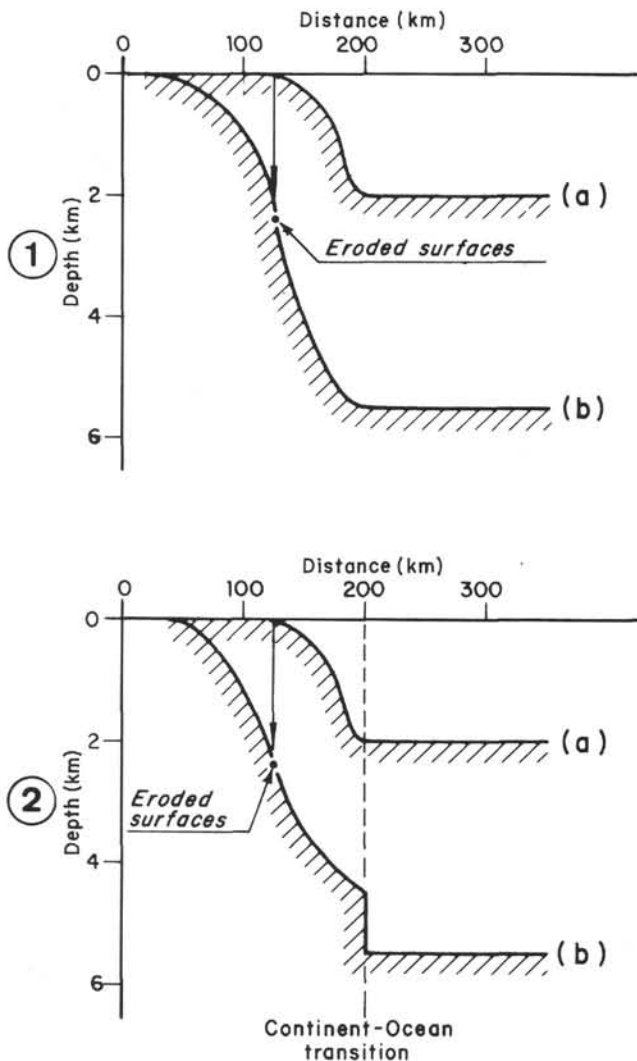 Distance (km)
0 100 200 300
0
2
4
6
Depth (km)
1
(a)
Eroded surfaces
(b)
Distance (km)
0 100 200 300
0
2
4
6
Depth (km)
2
(a)
Eroded
surfaces
(b)
Continent-Ocean
transition